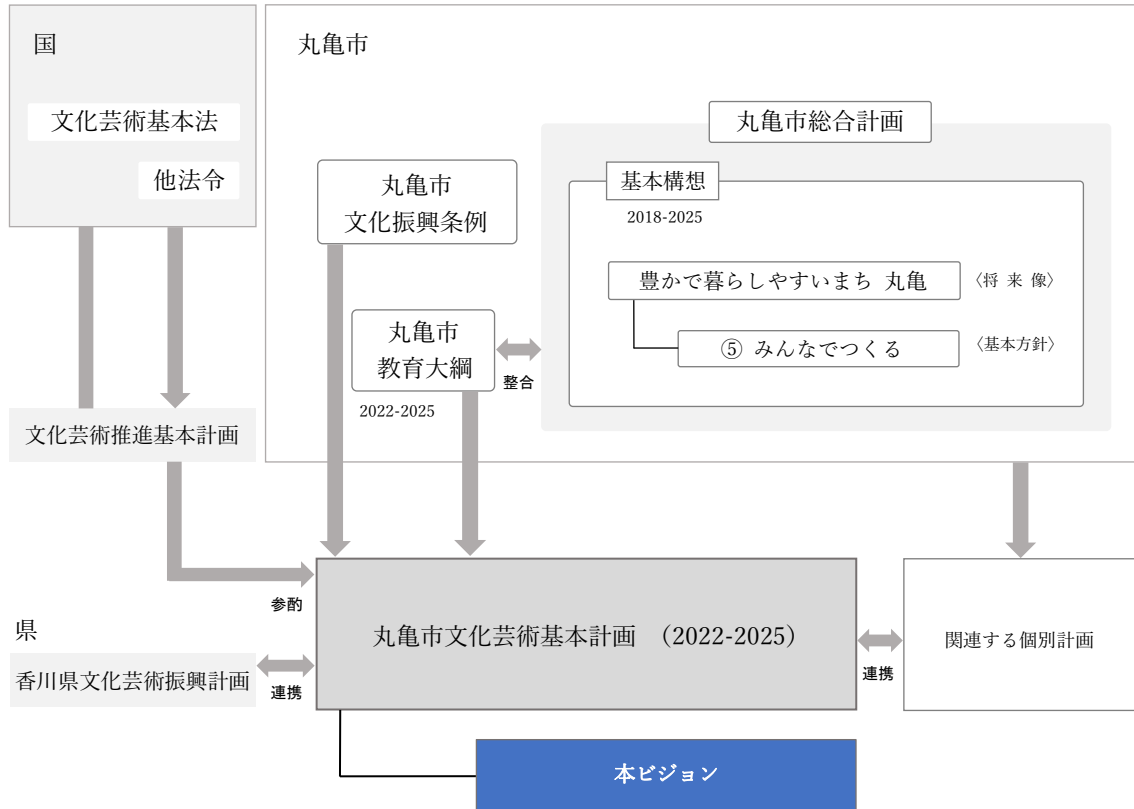 国
文化芸術基本法
他法令
文化芸術推進基本計画
丸亀市
丸亀市総合計画
基本構想
2018-2025
豊かで暮らしやすいまち 丸亀
〈将 来 像〉
⑤ みんなでつくる
〈基本方針〉
丸亀市
文化振興条例
丸亀市
教育大綱
2022-2025
整合
参酌
県
香川県文化芸術振興計画
連携
丸亀市文化芸術基本計画 （2022-2025）
連携
関連する個別計画
本ビジョン